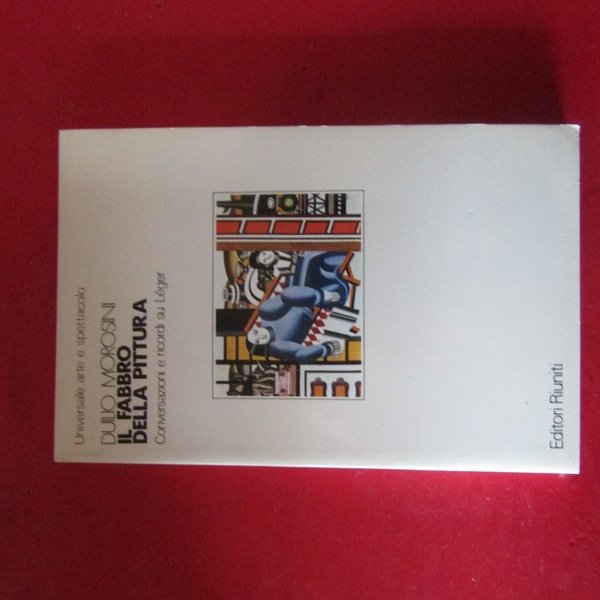 Universale arte e spettacolo
DUILIO MOROSINI
IL FABBRO
DELLA PITTURA
Conversazioni e ricordi su Léger
Editori Riuniti